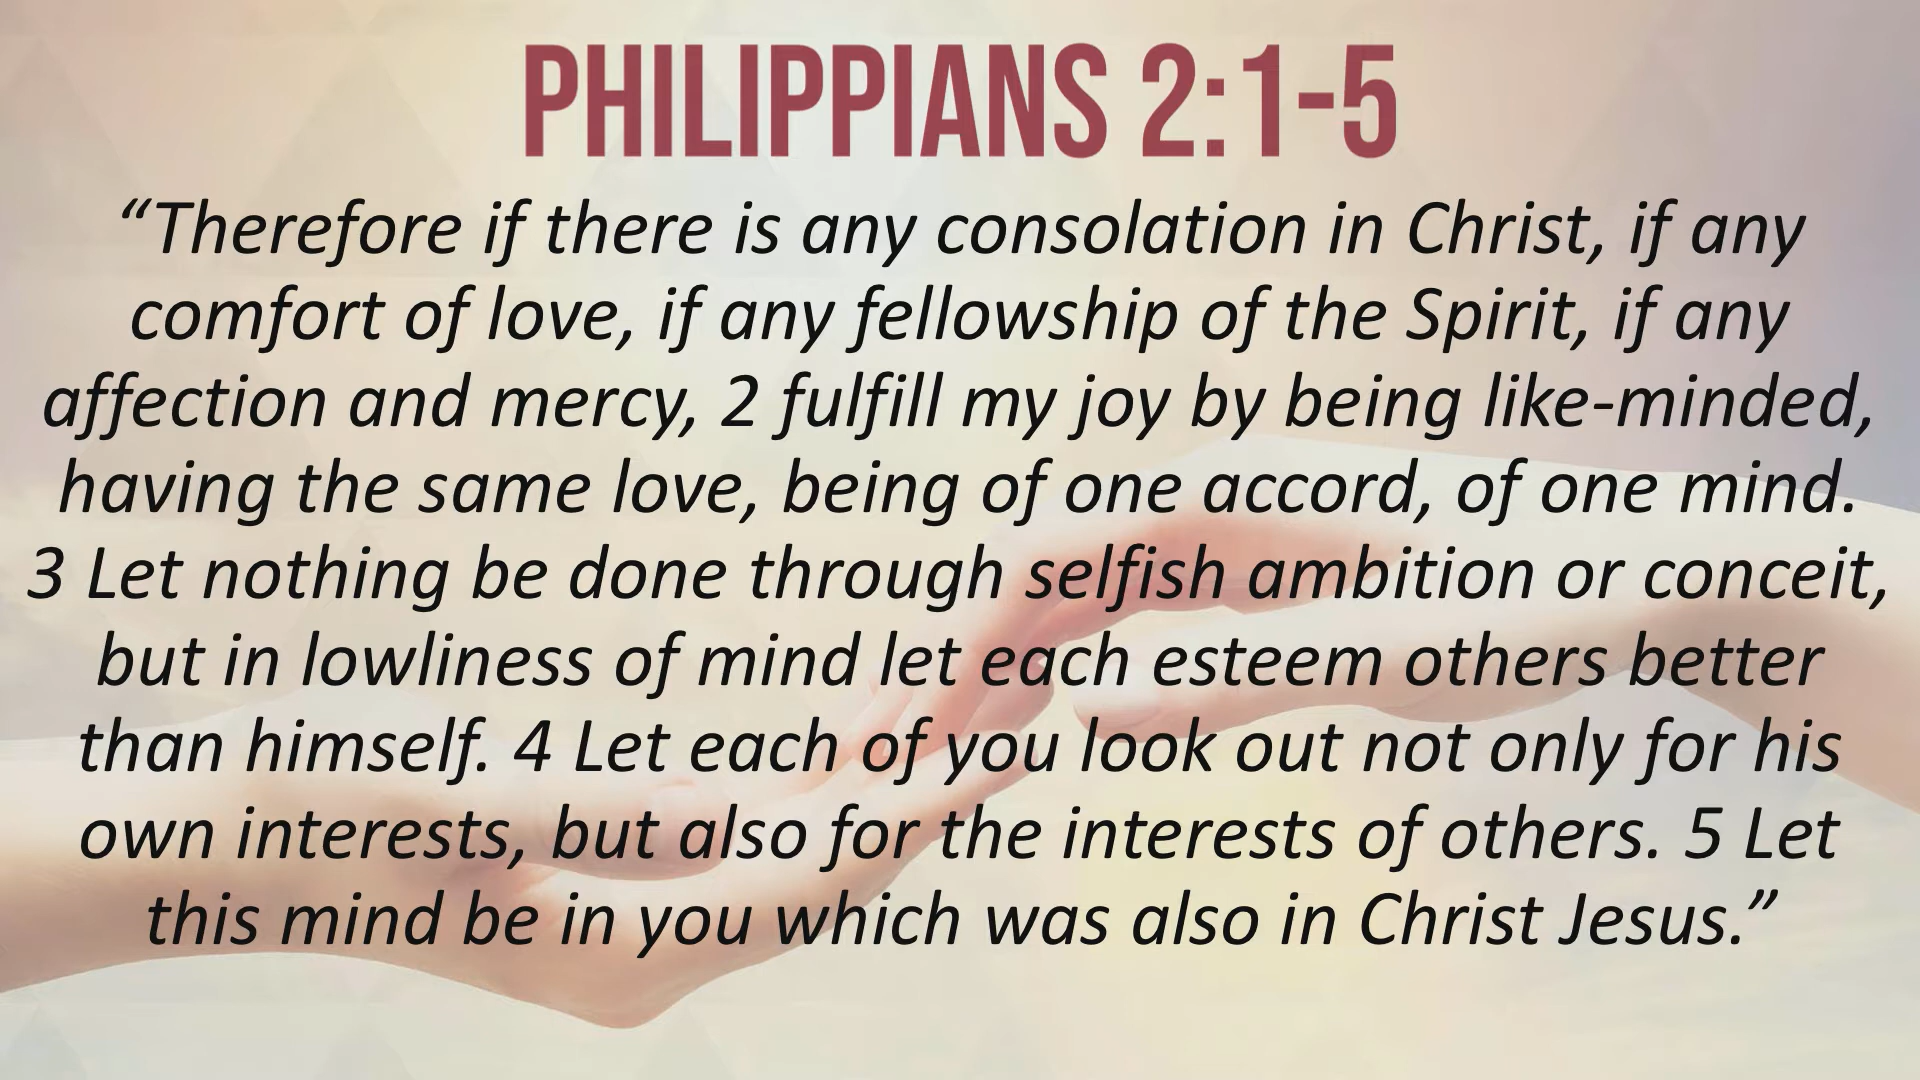 PHILIPPIANS 2:1-5
“Therefore if there is any consolation in Christ, if any
comfort of love, if any fellowship of the Spirit, if any
affection and mercy, 2 fulfill my joy by being like-minded,
having the same love, being of one accord, of one mind.
3 Let nothing be done through selfish ambition or conceit,
but in lowliness of mind let each esteem others better
than himself. 4 Let each of you look out not only for his
own interests, but also for the interests of others. 5 Let
this mind be in you which was also in Christ Jesus.”